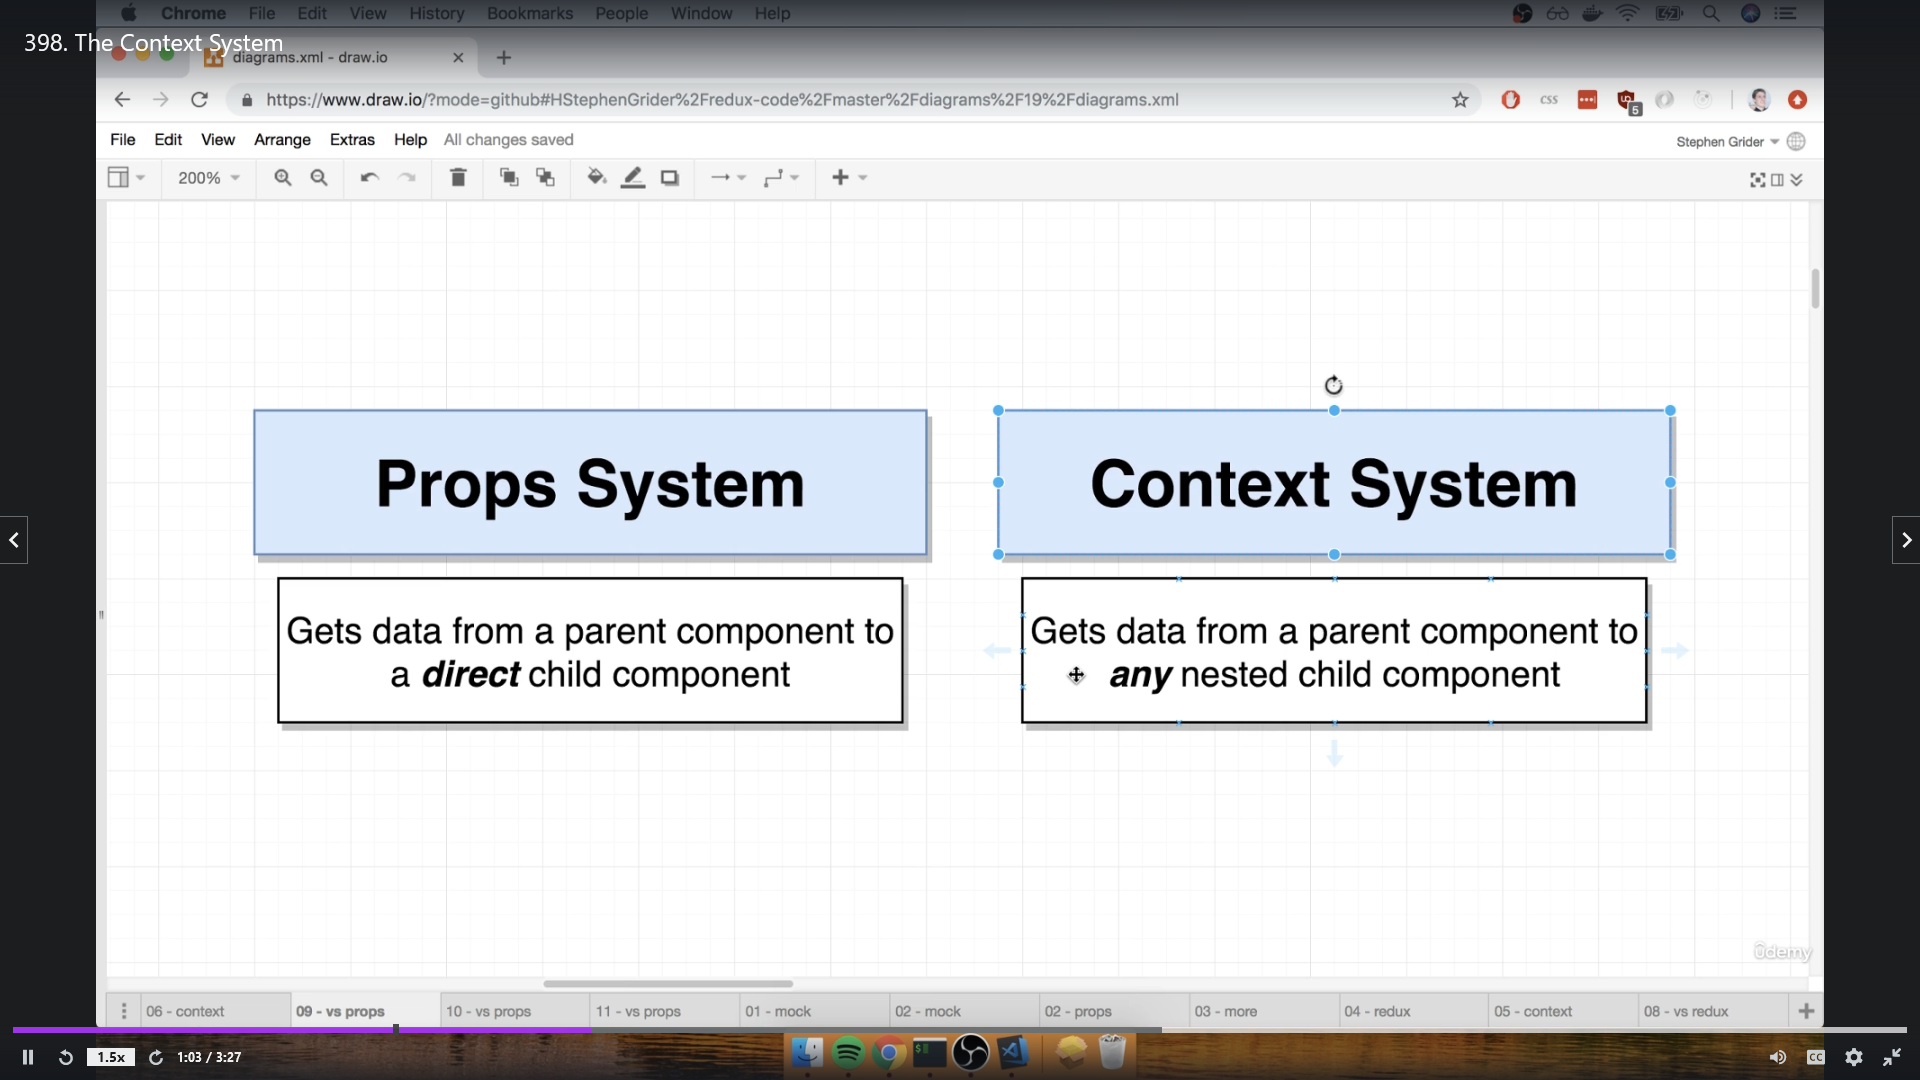 Chrome File Edit View History Bookmarks People Window Help
398. The Context System
diagrams.xml - draw.io
https://www.draw.io/?mode=github#HStephenGrider%2Fredux-code%2Fmaster%2Fdiagrams%2F19%2Fdiagrams.xml
css
5
File Edit View Arrange Extras Help All changes saved
Stephen Grider
200%
Props System
Context System
Gets data from a parent component to
a direct child component
Gets data from a parent component to
any nested child component
ûdemy
06 - context
09 - vs props
10 - vs props
11 - vs props
01 - mock
02 - mock
02 - props
03 - more
04 - redux
05 - context
08 - vs redux
1.5x
1:03 / 3:27
CC